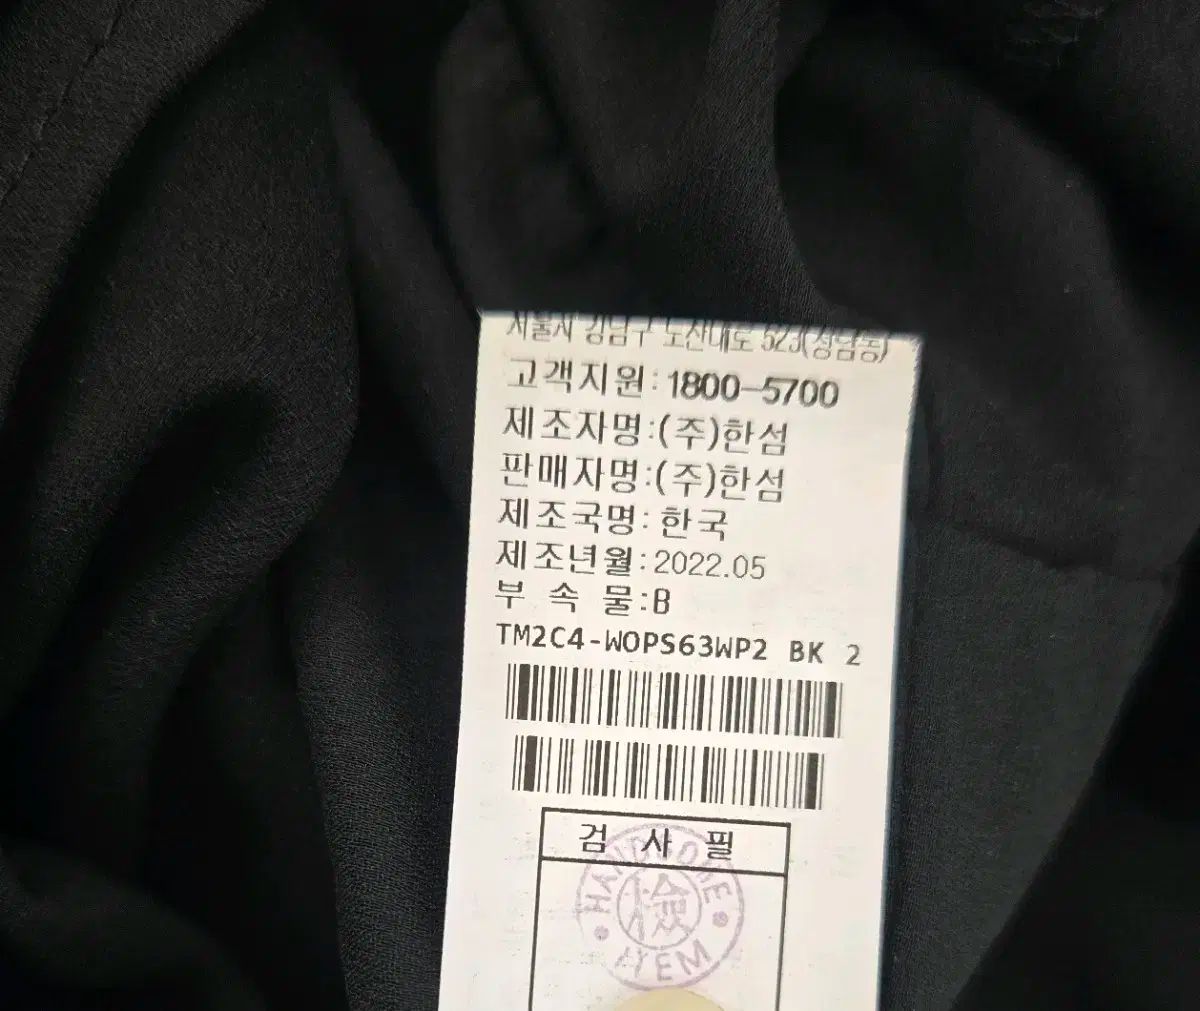 서울시 강남구 도산대로 523(청담동)
고객지원:1800-5700
제조자명:(주)한섬
판매자명:(주)한섬
제조국명: 한국
제조년월:2022.05
부 속 물:B
TM2C4-WOPS63WP2 BK 2
검 사 필
HANDSOME
檢